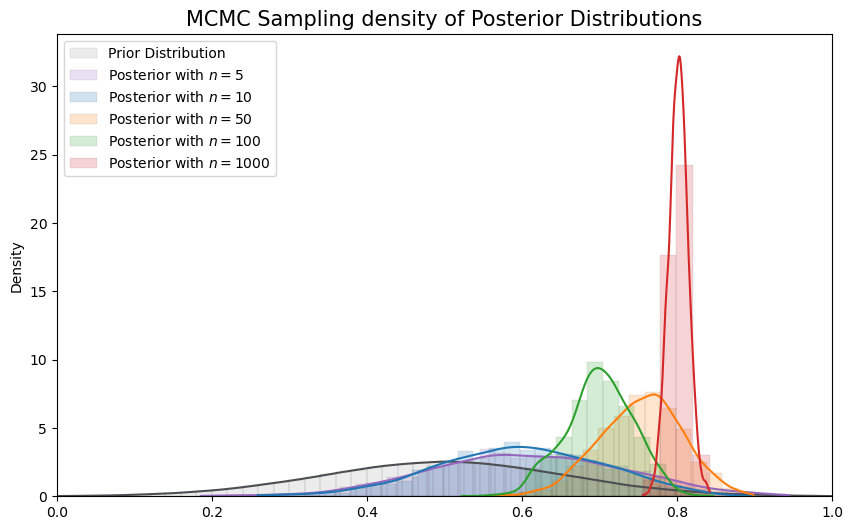 MCMC Sampling density of Posterior Distributions
Prior Distribution
Posterior with n = 5
Posterior with n = 10
Posterior with n = 50
Posterior with n = 100
Posterior with n = 1000
Density
30
25
20
15
10
5
0
0.0 0.2 0.4 0.6 0.8 1.0